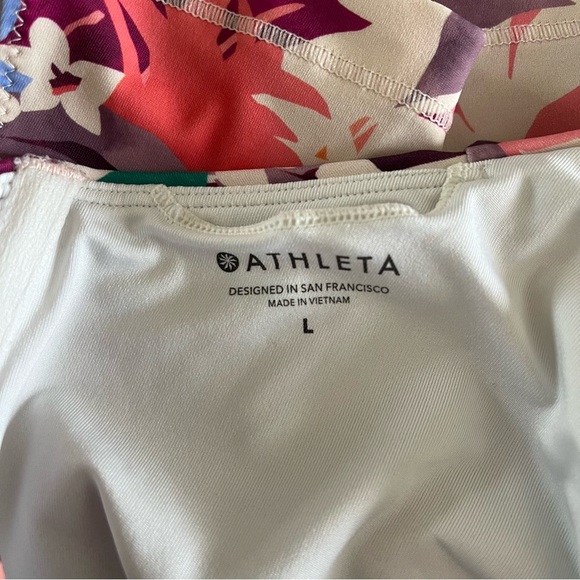 ATHLETA
DESIGNED IN SAN FRANCISCO
MADE IN VIETNAM
L